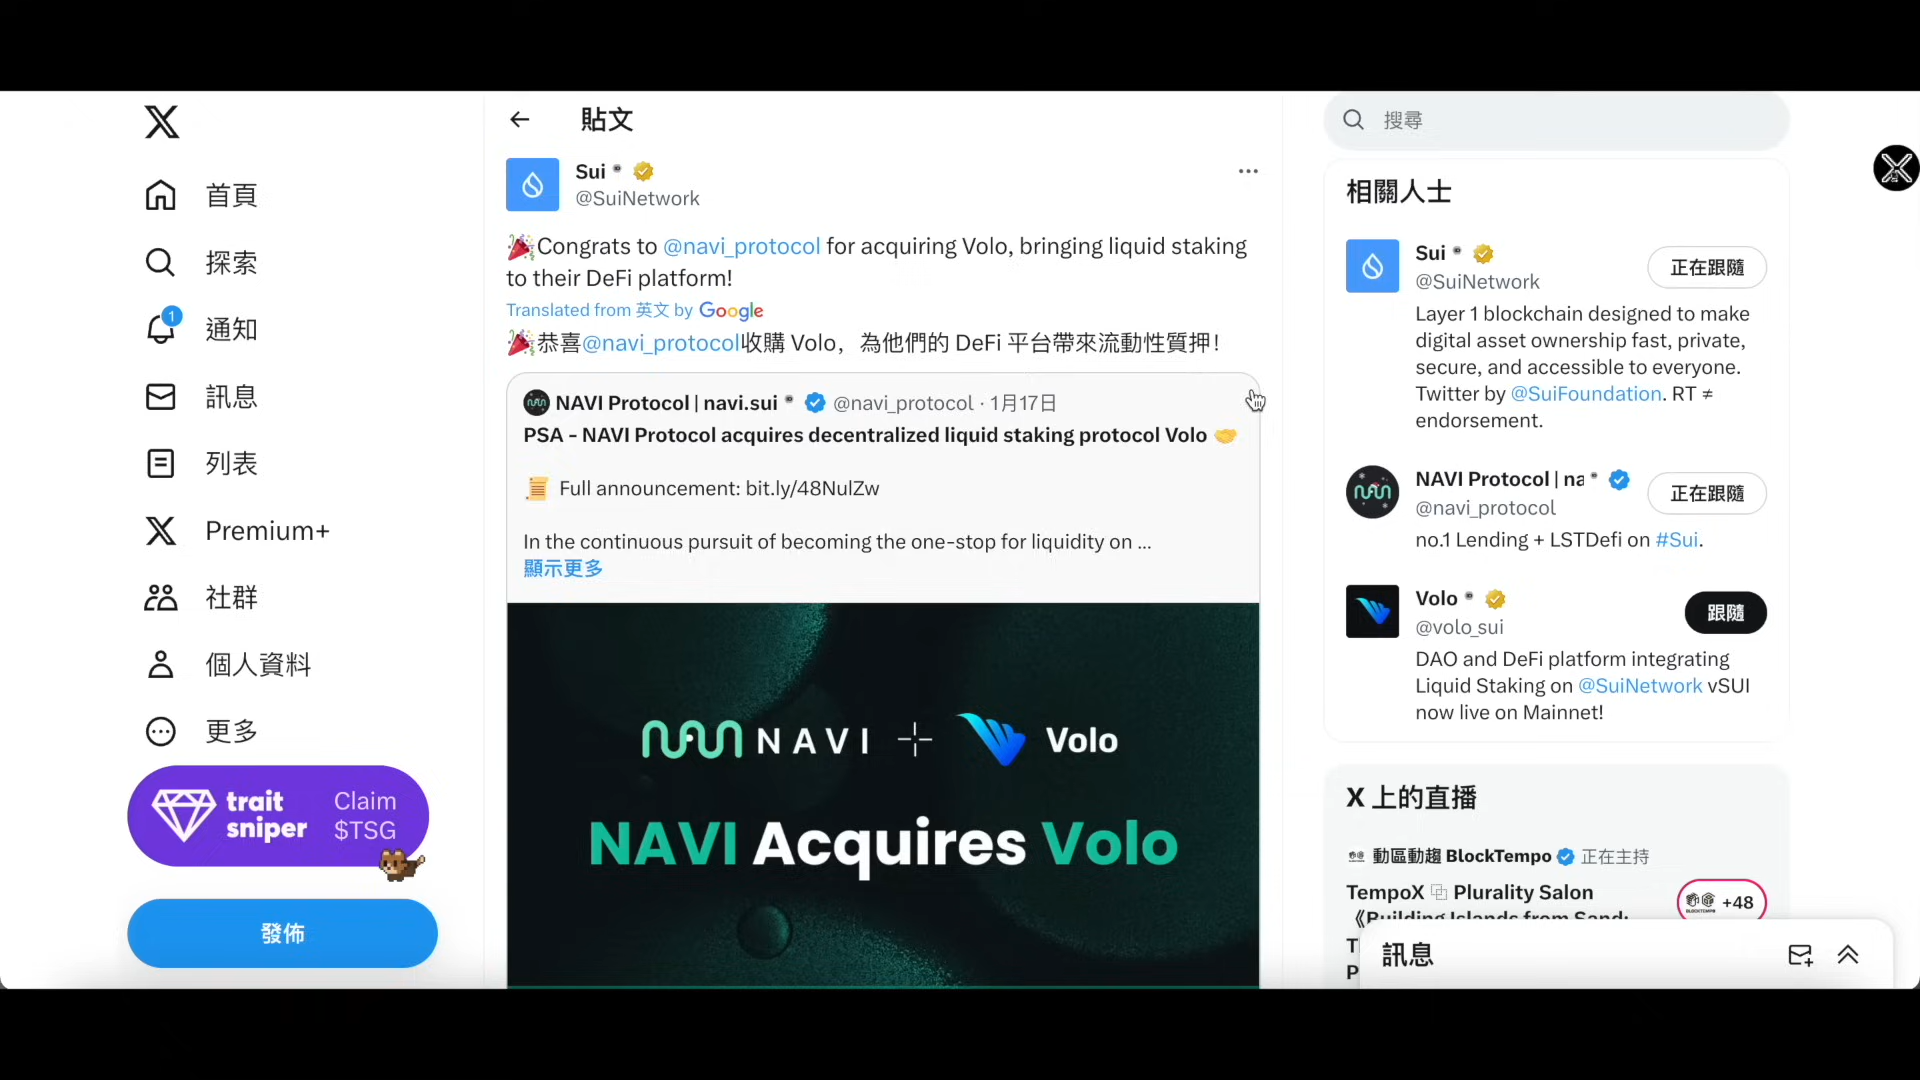 首頁
探索
1
通知
訊息
列表
Premium+
社群
個人資料
更多
trait sniper
Claim $TSG
發佈
貼文
Sui
@SuiNetwork
Congrats to @navi_protocol for acquiring Volo, bringing liquid staking
to their DeFi platform!
Translated from 英文 by Google
恭喜@navi_protocol收購 Volo，為他們的 DeFi 平台帶來流動性質押！
NAVI Protocol | navi.sui @navi_protocol · 1月17日
PSA - NAVI Protocol acquires decentralized liquid staking protocol Volo
Full announcement: bit.ly/48NulZw
In the continuous pursuit of becoming the one-stop for liquidity on ...
顯示更多
NAVI Volo
NAVI Acquires Volo
搜尋
相關人士
Sui
@SuiNetwork
正在跟隨
Layer 1 blockchain designed to make
digital asset ownership fast, private,
secure, and accessible to everyone.
Twitter by @SuiFoundation. RT ≠
endorsement.
NAVI Protocol | na
@navi_protocol
正在跟隨
no.1 Lending + LSTDefi on #Sui.
Volo
@volo_sui
跟隨
DAO and DeFi platform integrating
Liquid Staking on @SuiNetwork vSUI
now live on Mainnet!
X 上的直播
動區動趨 BlockTempo 正在主持
TempoX Plurality Salon
《Building Islands from Sand:
+48
T
P
訊息